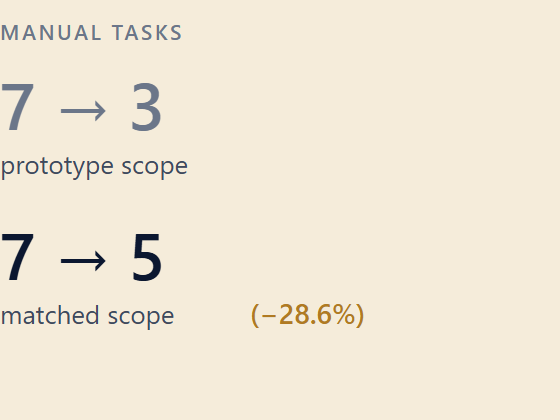 MANUAL TASKS
7 → 3
prototype scope
7 → 5
matched scope (−28.6%)